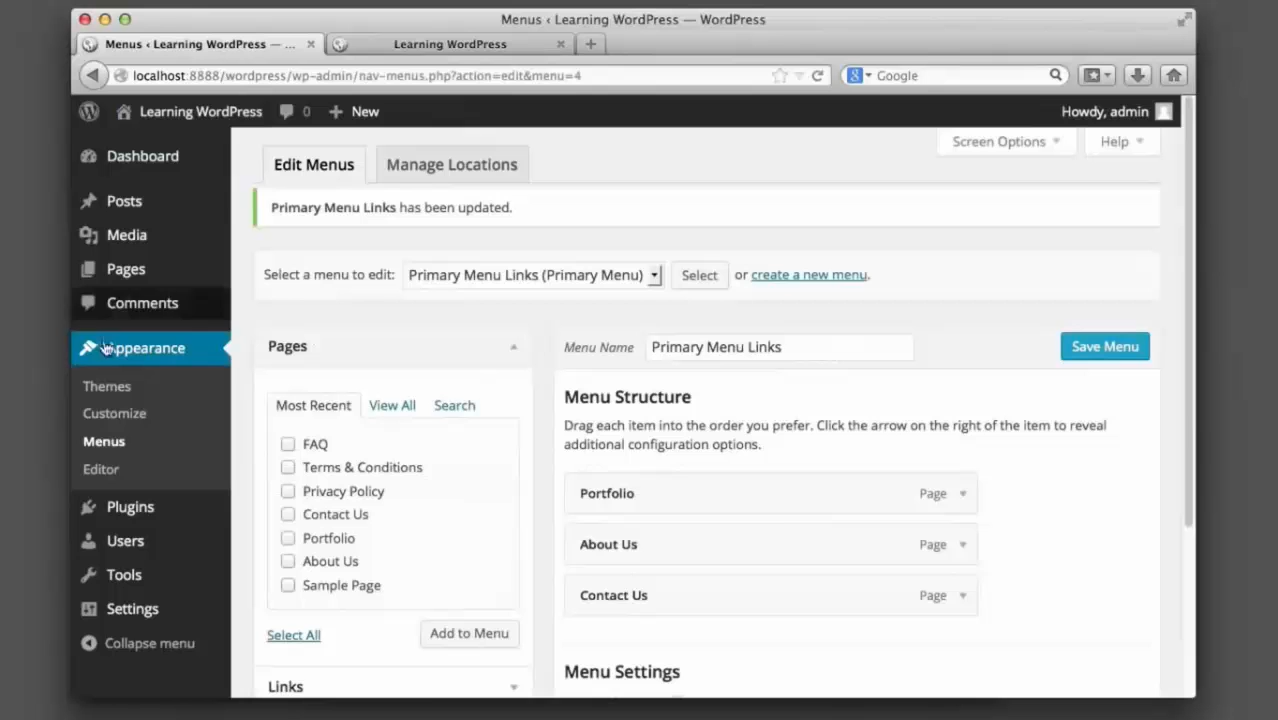 Menus ‹ Learning WordPress — WordPress
Menus ‹ Learning WordPress — ...
Learning WordPress
localhost:8888/wordpress/wp-admin/nav-menus.php?action=edit&menu=4
Google
Learning WordPress
0
New
Howdy, admin
Dashboard
Posts
Media
Pages
Comments
Appearance
Themes
Customize
Menus
Editor
Plugins
Users
Tools
Settings
Collapse menu
Screen Options
Help
Edit Menus
Manage Locations
Primary Menu Links has been updated.
Select a menu to edit: Primary Menu Links (Primary Menu) Select or create a new menu.
Pages
Most Recent View All Search
FAQ
Terms & Conditions
Privacy Policy
Contact Us
Portfolio
About Us
Sample Page
Select All
Add to Menu
Links
Menu Name Primary Menu Links
Save Menu
Menu Structure
Drag each item into the order you prefer. Click the arrow on the right of the item to reveal
additional configuration options.
Portfolio Page
About Us Page
Contact Us Page
Menu Settings